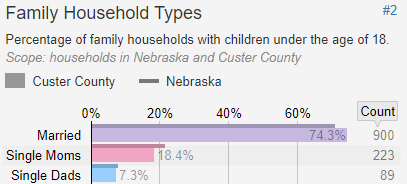 Family Household Types #2
Percentage of family households with children under the age of 18.
Scope: households in Nebraska and Custer County
Custer County Nebraska
0% 20% 40% 60% Count
Married 74.3% 900
Single Moms 18.4% 223
Single Dads 7.3% 89